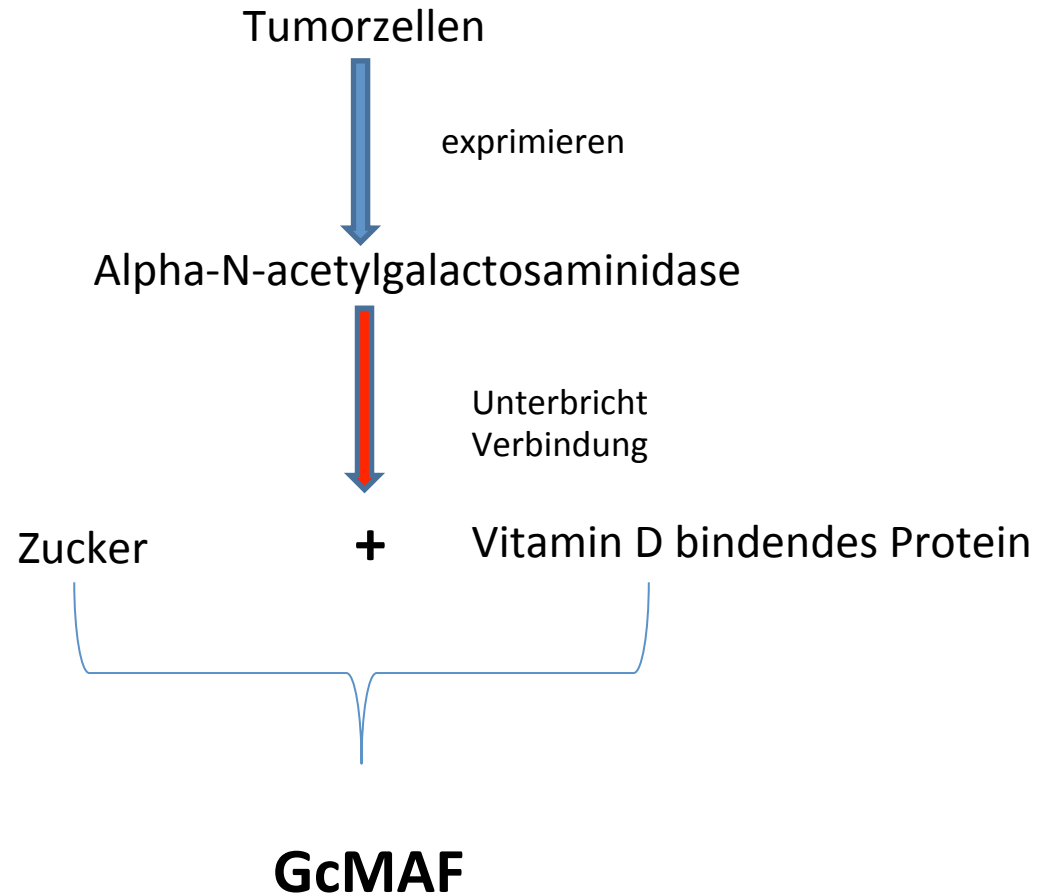 Tumorzellen
exprimieren
Alpha-N-acetylgalactosaminidase
Unterbricht
Verbindung
Zucker + Vitamin D bindendes Protein
GcMAF